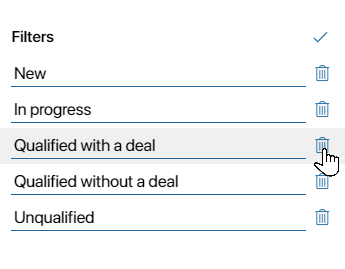 Filters
New
In progress
Qualified with a deal
Qualified without a deal
Unqualified